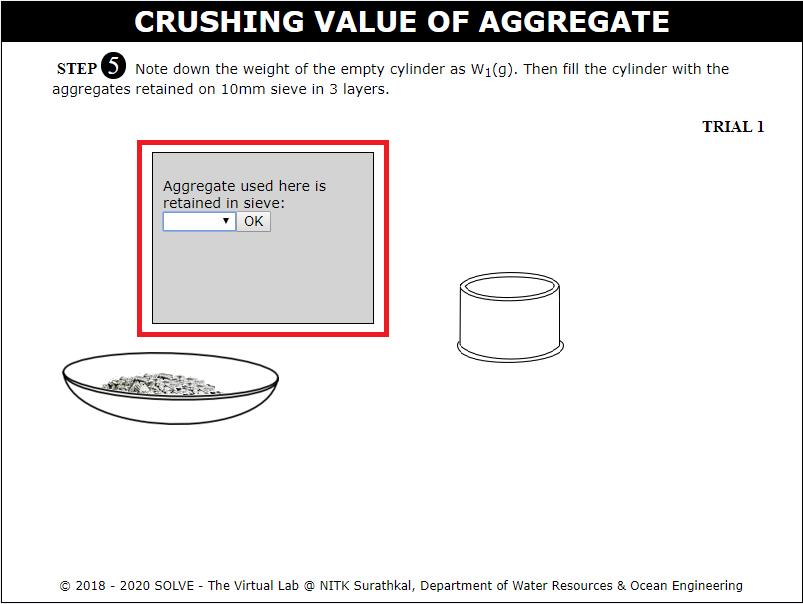 CRUSHING VALUE OF AGGREGATE
STEP 5 Note down the weight of the empty cylinder as W1(g). Then fill the cylinder with the
aggregates retained on 10mm sieve in 3 layers.
TRIAL 1
Aggregate used here is
retained in sieve:
OK
© 2018 - 2020 SOLVE - The Virtual Lab @ NITK Surathkal, Department of Water Resources & Ocean Engineering